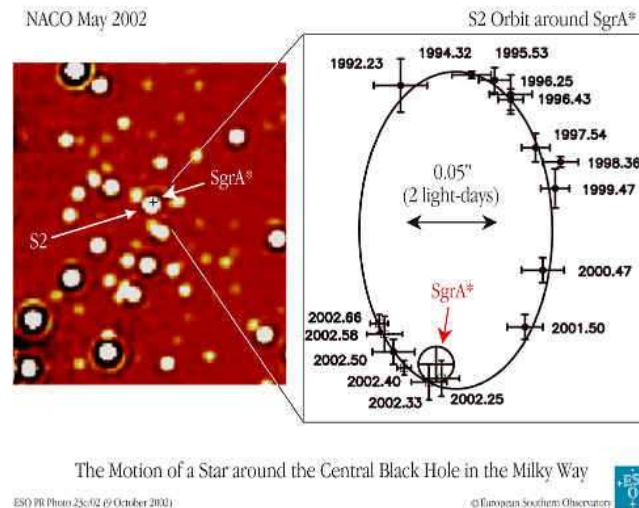 NACO May 2002
S2 Orbit around SgrA*
SgrA*
S2
1992.23
1994.32
1995.53
1996.25
1996.43
1997.54
1998.36
1999.47
0.05"
(2 light-days)
2000.47
SgrA*
2001.50
2002.66
2002.58
2002.50
2002.40
2002.33
2002.25
The Motion of a Star around the Central Black Hole in the Milky Way
ESO PR Photo 23c/02 (9 October 2002)
©European Southern Observatory
ESO